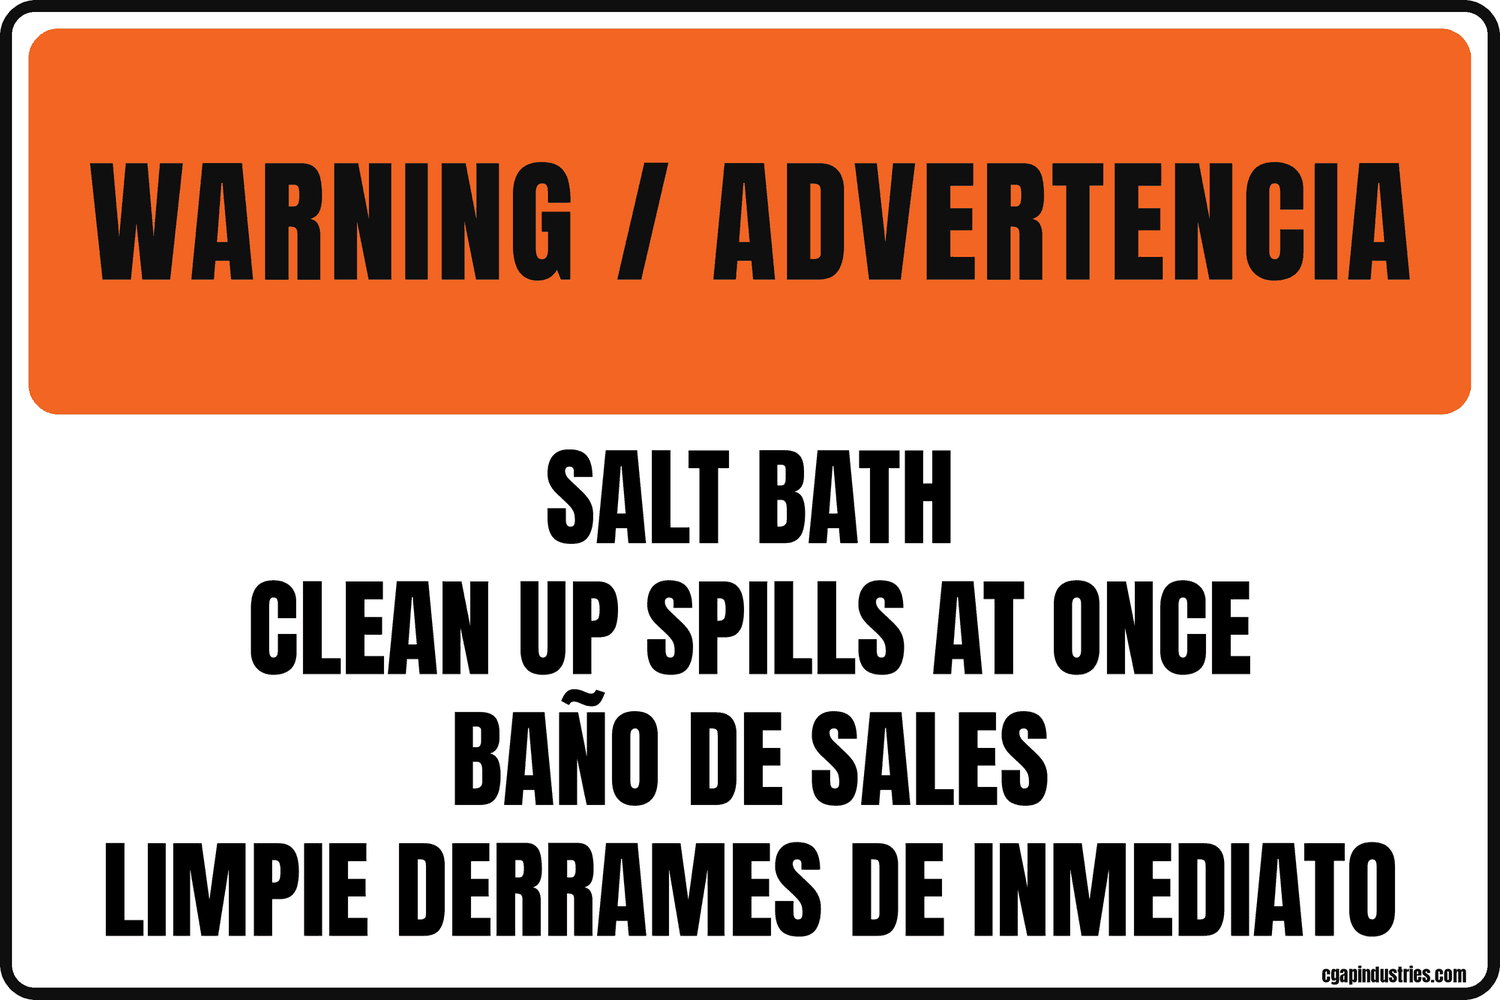 WARNING / ADVERTENCIA
SALT BATH
CLEAN UP SPILLS AT ONCE
BAÑO DE SALES
LIMPIE DERRAMES DE INMEDIATO
cgapindustries.com